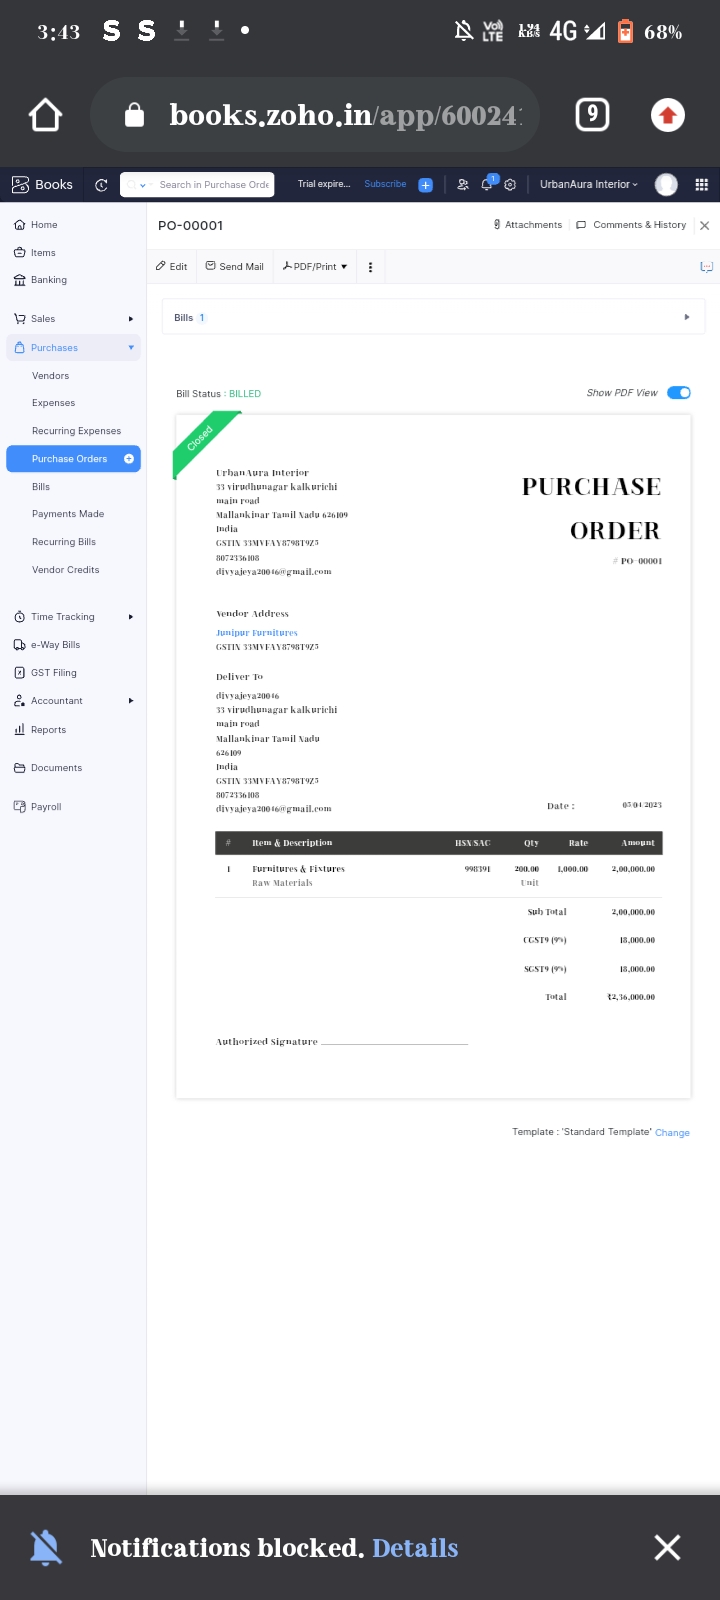 3:43 S S 1.94 KB/S 4G 68%
Vo) LTE
books.zoho.in/app/60024
9
Books Search in Purchase Orde Trial expire... Subscribe 1 UrbanAura Interior
Home
Items
Banking
Sales
Purchases
Vendors
Expenses
Recurring Expenses
Purchase Orders
Bills
Payments Made
Recurring Bills
Vendor Credits
Time Tracking
e-Way Bills
GST Filing
Accountant
Reports
Documents
Payroll
PO-00001 Attachments Comments & History
Edit Send Mail PDF/Print
Bills 1
Bill Status : BILLED Show PDF View
Closed
UrbanAura Interior
33 virudhunagar kalkurichi
main road
Mallankinar Tamil Nadu 626109
India
GSTIN 33MVFAY8798T9Z5
8072336108
divyajeya20046@gmail.com
PURCHASE
ORDER
# PO-00001
Vendor Address
Junipur Furnitures
GSTIN 33MVFAY8798T9Z5
Deliver To
divyajeya20046
33 virudhunagar kalkurichi
main road
Mallankinar Tamil Nadu
626109
India
GSTIN 33MVFAY8798T9Z5
8072336108
divyajeya20046@gmail.com
Date : 05/04/2023
# Item & Description HSN/SAC Qty Rate Amount
1 Furnitures & Fixtures 998391 200.00 1,000.00 2,00,000.00
Raw Materials Unit
Sub Total 2,00,000.00
CGST9 (9%) 18,000.00
SGST9 (9%) 18,000.00
Total ₹2,36,000.00
Authorized Signature
Template : 'Standard Template' Change
Notifications blocked. Details